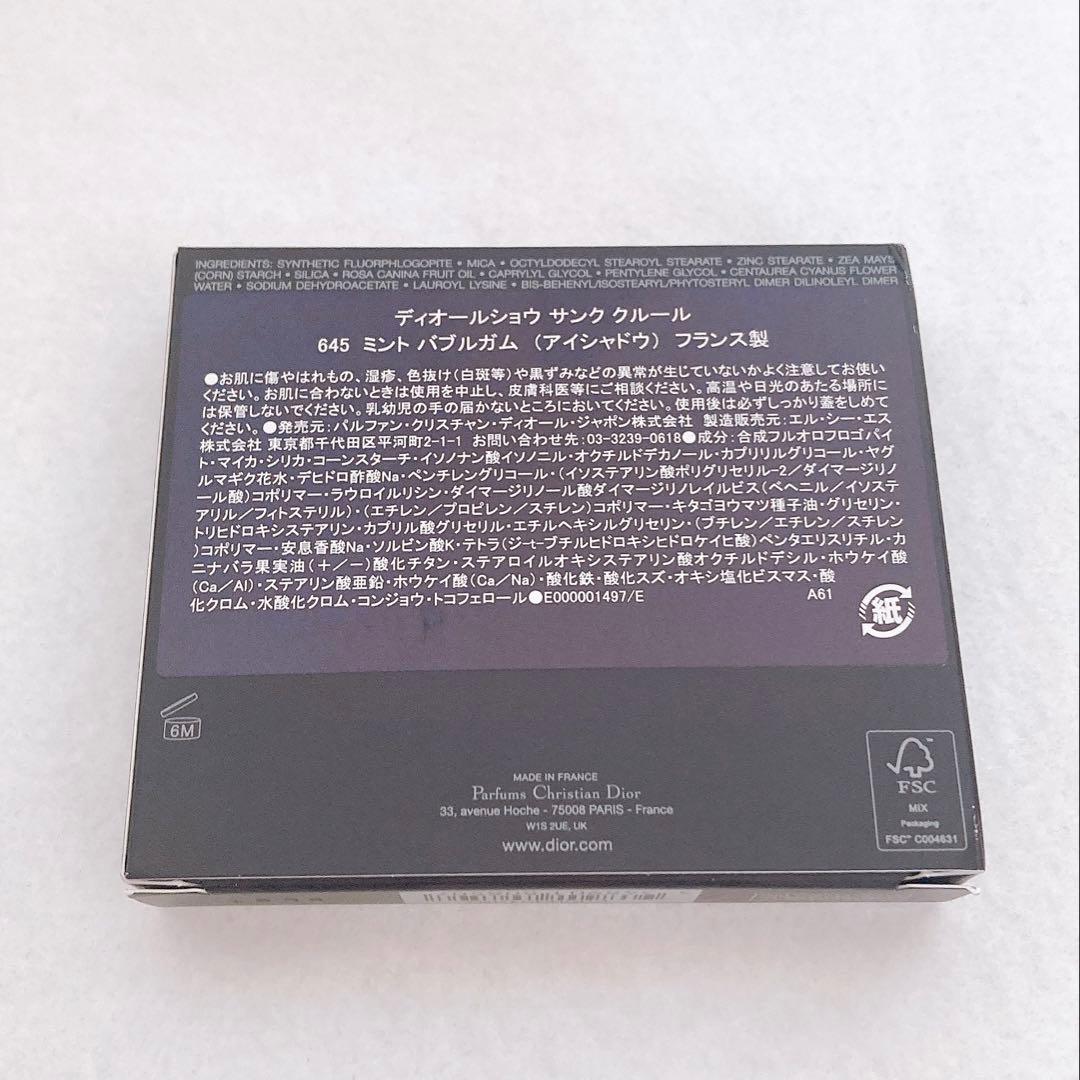 INGREDIENTS: SYNTHETIC FLUORPHLOGOPITE • MICA • OCTYLDODECYL STEAROYL STEARATE • ZINC STEARATE • ZEA MAYS
(CORN) STARCH • SILICA • ROSA CANINA FRUIT OIL • CAPRYLYL GLYCOL • PENTYLENE GLYCOL • CENTAUREA CYANUS FLOWER
WATER • SODIUM DEHYDROACETATE • LAUROYL LYSINE • BIS-BEHENYL/ISOSTEARYL/PHYTOSTERYL DIMER DILINOLEYL DIMER
ディオールショウ サンク クルール
645 ミント バブルガム (アイシャドウ) フランス製
●お肌に傷やはれもの、湿疹、色抜け(白斑等)や黒ずみなどの異常が生じていないかよく注意してお使い
ください。お肌に合わないときは使用を中止し、皮膚科医等にご相談ください。高温や日光のあたる場所に
は保管しないでください。乳幼児の手の届かないところにおいてください。使用後は必ずしっかり蓋をしめて
ください。●発売元:パルファン・クリスチャン・ディオール・ジャポン株式会社 製造販売元:エル・シー・エス
株式会社 東京都千代田区平河町2-1-1 お問い合わせ先:03-3239-0618●成分:合成フルオロフロゴパイ
ト・マイカ・シリカ・コーンスターチ・イソノナン酸イソノニル・オクチルドデカノール・カプリリルグリコール・ヤグ
ルマギク花水・デヒドロ酢酸Na・ペンチレングリコール・(イソステアリン酸ポリグリセリル-2/ダイマージリノ
ール酸)コポリマー・ラウロイルリシン・ダイマージリノール酸ダイマージリノレイルビス(ベヘニル/イソステ
アリル/フィトステリル)・(エチレン/プロピレン/スチレン)コポリマー・キタゴヨウマツ種子油・グリセリン・
トリヒドロキシステアリン・カプリル酸グリセリル・エチルヘキシルグリセリン・(ブチレン/エチレン/スチレン
)コポリマー・安息香酸Na・ソルビン酸K・テトラ(ジ-t-ブチルヒドロキシヒドロケイヒ酸)ペンタエリスリチル・カ
ニナバラ果実油(+/-)酸化チタン・ステアロイルオキシステアリン酸オクチルドデシル・ホウケイ酸
(Ca/Al)・ステアリン酸亜鉛・ホウケイ酸(Ca/Na)・酸化鉄・酸化スズ・オキシ塩化ビスマス・酸
化クロム・水酸化クロム・コンジョウ・トコフェロール●E000001497/E A61
紙
6M
MADE IN FRANCE
Parfums Christian Dior
33, avenue Hoche - 75008 PARIS - France
W1S 2UE, UK
www.dior.com
FSC
MIX
Packaging
FSC™ C004631